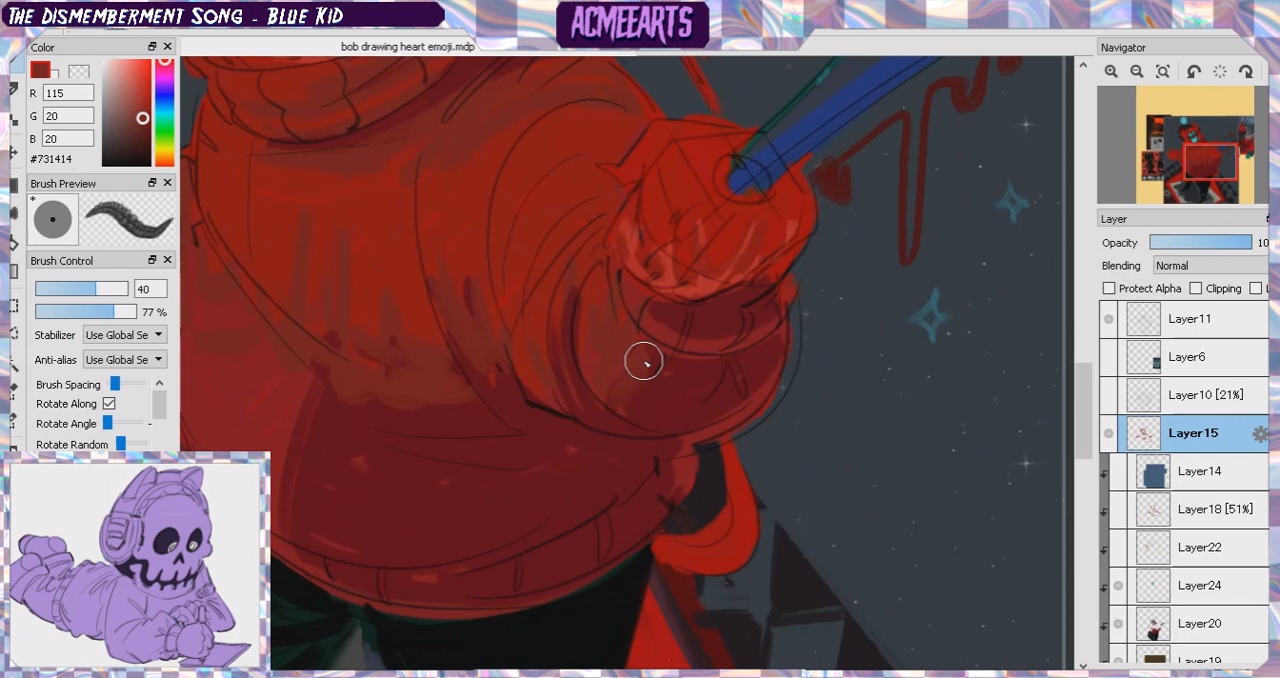 THE DISMEMBERMENT SONG - BLUE KID
ACMEEARTS
bob drawing heart emoji.mdp
Color
R 115
G 20
B 20
#731414
Brush Preview
*
Brush Control
40
77 %
Stabilizer Use Global Se
Anti-alias Use Global Se
Brush Spacing
Rotate Along
Rotate Angle
Rotate Random
Navigator
Layer
Opacity 10
Blending Normal
Protect Alpha Clipping L
Layer11
Layer6
Layer10 [21%]
Layer15
Layer14
Layer18 [51%]
Layer22
Layer24
Layer20
Layer19